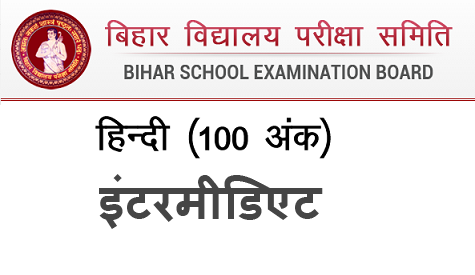 बिहार विद्यालय परीक्षा समिति
BIHAR SCHOOL EXAMINATION BOARD
हिन्दी (100 अंक)
इंटरमीडिएट